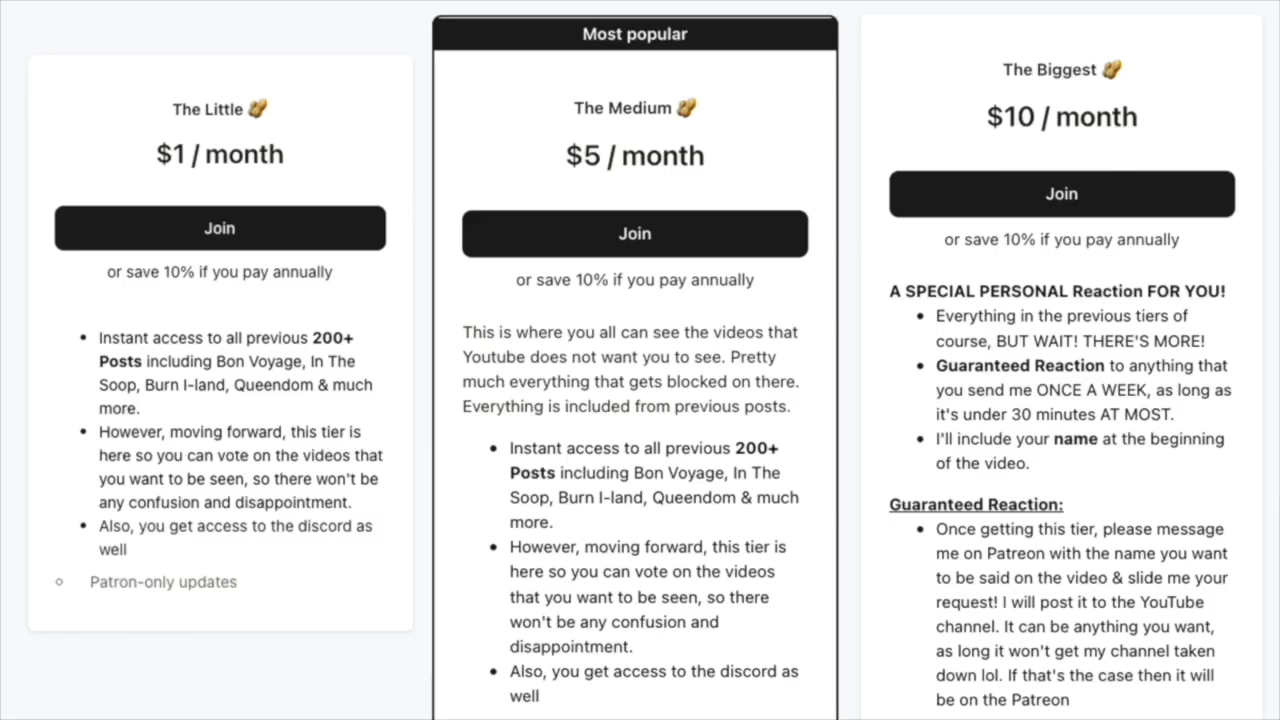 The Little 🥜
$1 / month
Join
or save 10% if you pay annually
• Instant access to all previous 200+
Posts including Bon Voyage, In The
Soop, Burn I-land, Queendom & much
more.
• However, moving forward, this tier is
here so you can vote on the videos that
you want to be seen, so there won't be
any confusion and disappointment.
• Also, you get access to the discord as
well
○ Patron-only updates
Most popular
The Medium 🥜
$5 / month
Join
or save 10% if you pay annually
This is where you all can see the videos that
Youtube does not want you to see. Pretty
much everything that gets blocked on there.
Everything is included from previous posts.
• Instant access to all previous 200+
Posts including Bon Voyage, In The
Soop, Burn I-land, Queendom & much
more.
• However, moving forward, this tier is
here so you can vote on the videos
that you want to be seen, so there
won't be any confusion and
disappointment.
• Also, you get access to the discord as
well
The Biggest 🥜
$10 / month
Join
or save 10% if you pay annually
A SPECIAL PERSONAL Reaction FOR YOU!
• Everything in the previous tiers of
course, BUT WAIT! THERE'S MORE!
• Guaranteed Reaction to anything that
you send me ONCE A WEEK, as long as
it's under 30 minutes AT MOST.
• I'll include your name at the beginning
of the video.
Guaranteed Reaction:
• Once getting this tier, please message
me on Patreon with the name you want
to be said on the video & slide me your
request! I will post it to the YouTube
channel. It can be anything you want,
as long it won't get my channel taken
down lol. If that's the case then it will
be on the Patreon